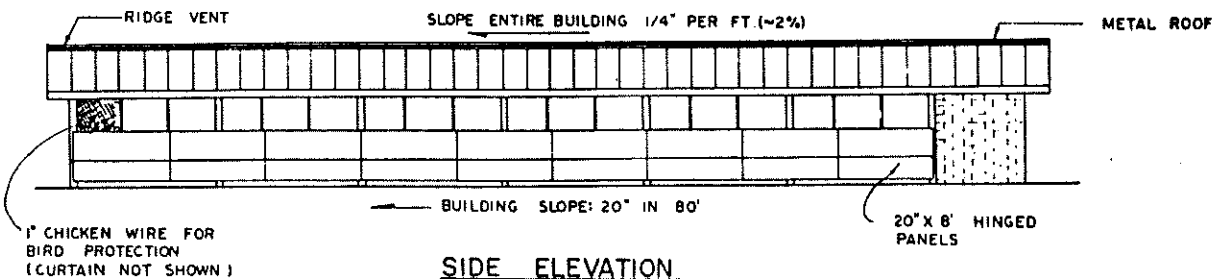 RIDGE VENT
SLOPE ENTIRE BUILDING 1/4" PER FT.(~2%)
METAL ROOF
BUILDING SLOPE: 20" IN 80'
1" CHICKEN WIRE FOR
BIRD PROTECTION
(CURTAIN NOT SHOWN)
20" X 8' HINGED
PANELS
SIDE ELEVATION